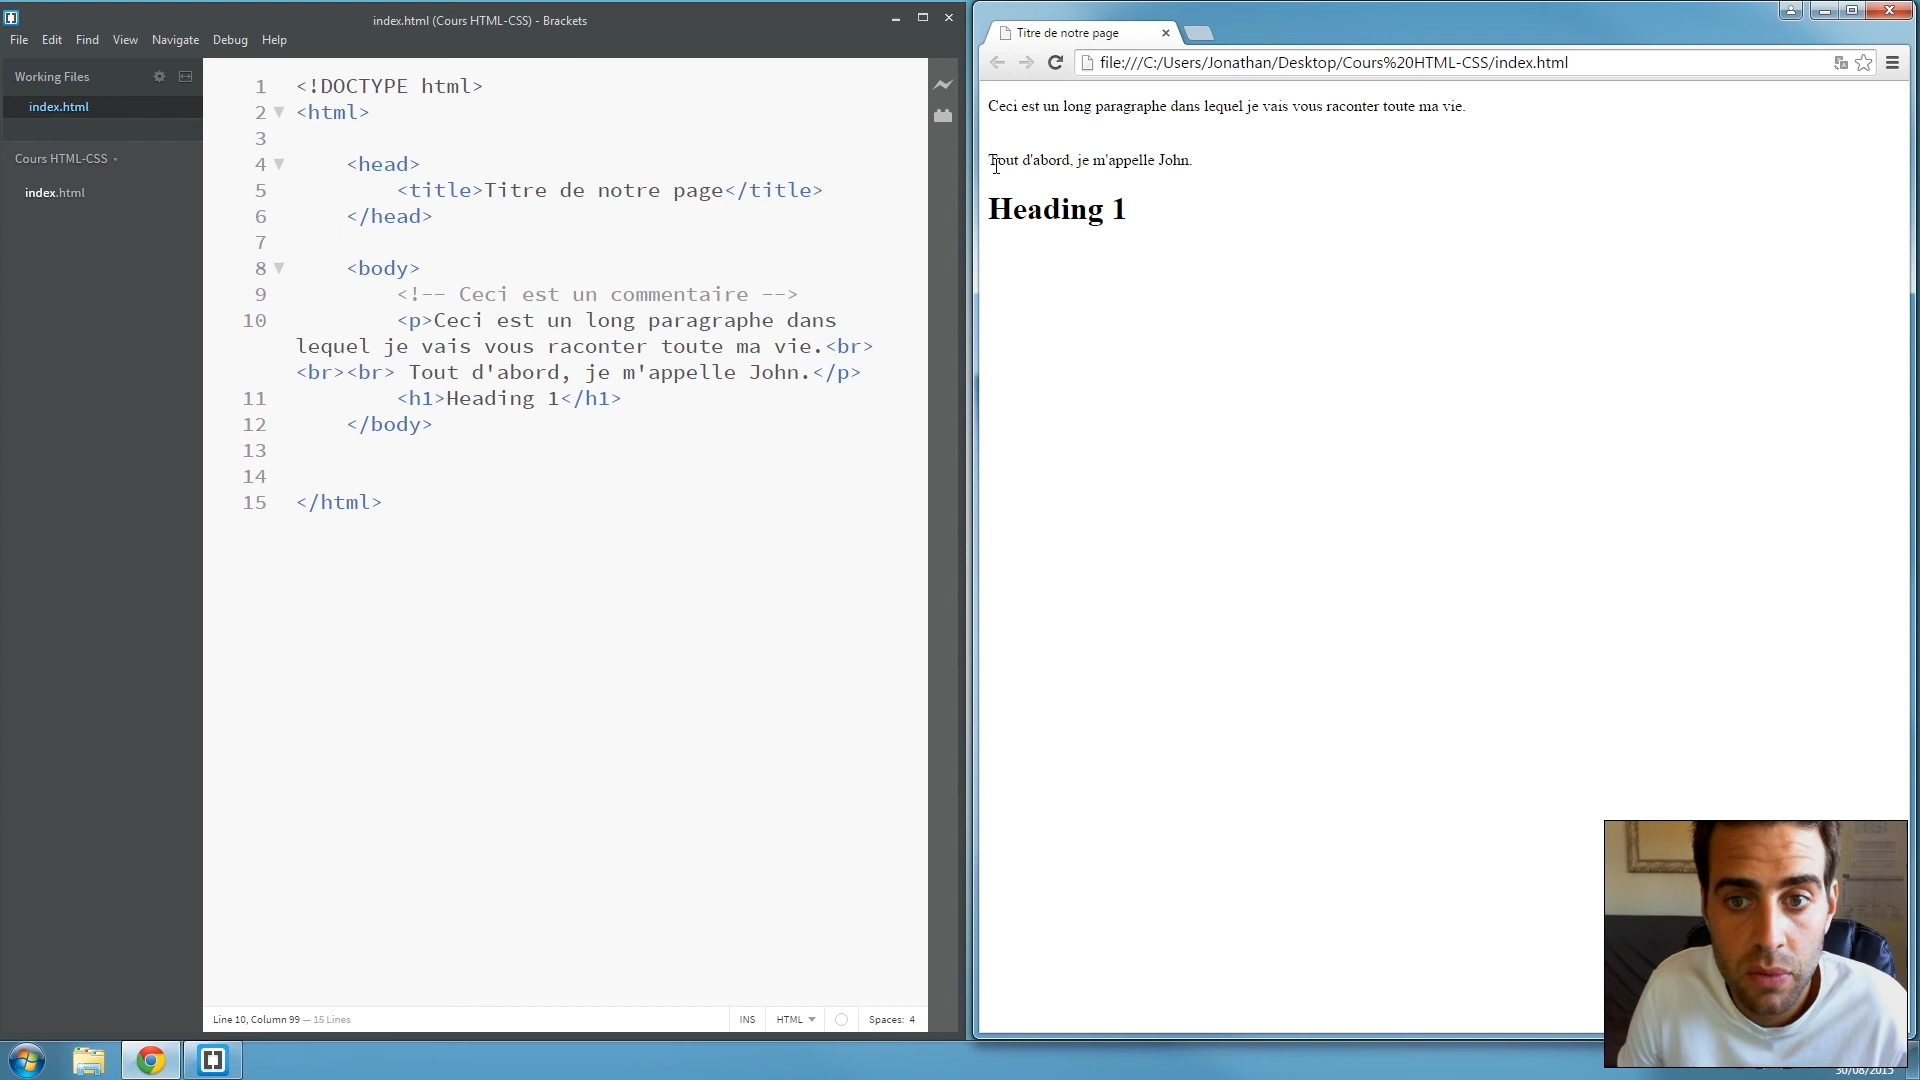 index.html (Cours HTML-CSS) - Brackets
File Edit Find View Navigate Debug Help
Working Files
index.html
Cours HTML-CSS
index.html
1 <!DOCTYPE html>
2 <html>
3
4 <head>
5 <title>Titre de notre page</title>
6 </head>
7
8 <body>
9 <!-- Ceci est un commentaire -->
10 <p>Ceci est un long paragraphe dans
lequel je vais vous raconter toute ma vie.<br>
<br><br> Tout d'abord, je m'appelle John.</p>
11 <h1>Heading 1</h1>
12 </body>
13
14
15 </html>
Line 10, Column 99 — 15 Lines
INS HTML Spaces: 4
Titre de notre page
file:///C:/Users/Jonathan/Desktop/Cours%20HTML-CSS/index.html
Ceci est un long paragraphe dans lequel je vais vous raconter toute ma vie.
Tout d'abord, je m'appelle John.
Heading 1
30/08/2015